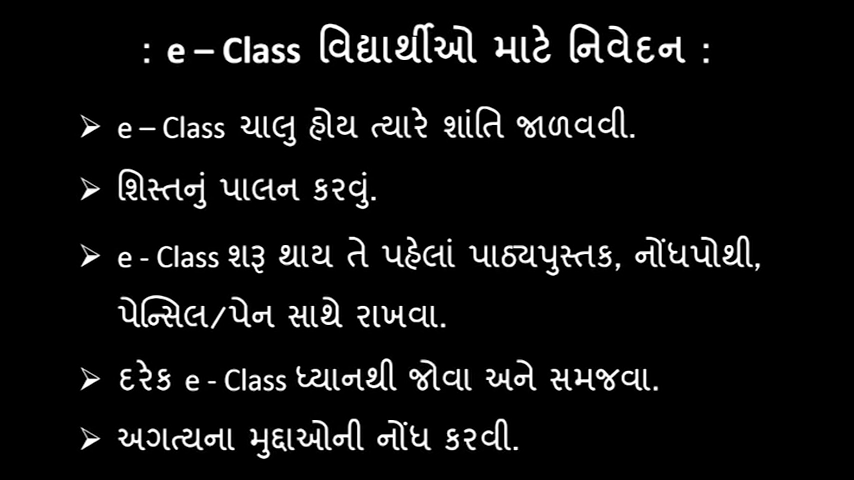 : e – Class વિદ્યાર્થીઓ માટે નિવેદન :
➢ e – Class ચાલુ હોય ત્યારે શાંતિ જાળવવી.
➢ શિસ્તનું પાલન કરવું.
➢ e - Class શરૂ થાય તે પહેલાં પાઠ્યપુસ્તક, નોંધપોથી,
પેન્સિલ/પેન સાથે રાખવા.
➢ દરેક e - Class ધ્યાનથી જોવા અને સમજવા.
➢ અગત્યના મુદ્દાઓની નોંધ કરવી.